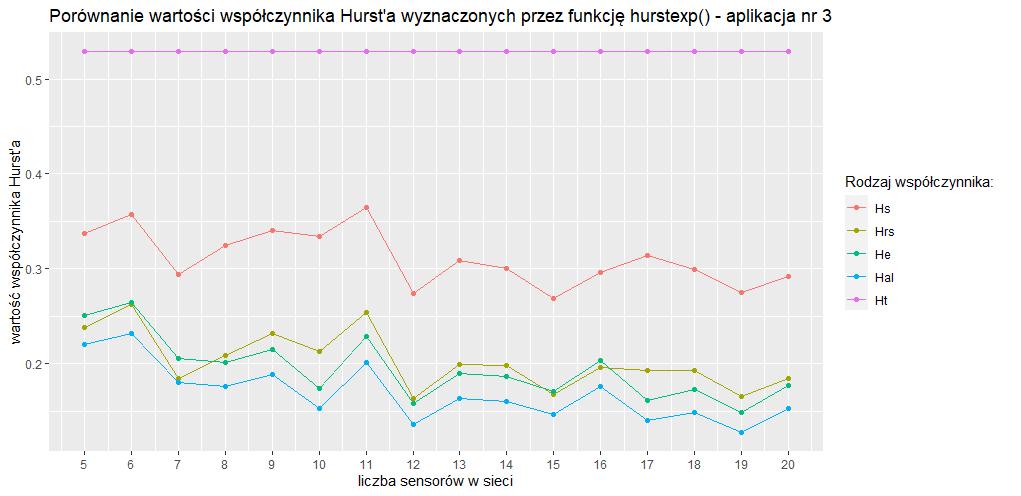 Porównanie wartości współczynnika Hurst'a wyznaczonych przez funkcję hurstexp() - aplikacja nr 3
wartość współczynnika Hurst'a
0.5
0.4
0.3
0.2
5 6 7 8 9 10 11 12 13 14 15 16 17 18 19 20
liczba sensorów w sieci
Rodzaj współczynnika:
Hs
Hrs
He
Hal
Ht